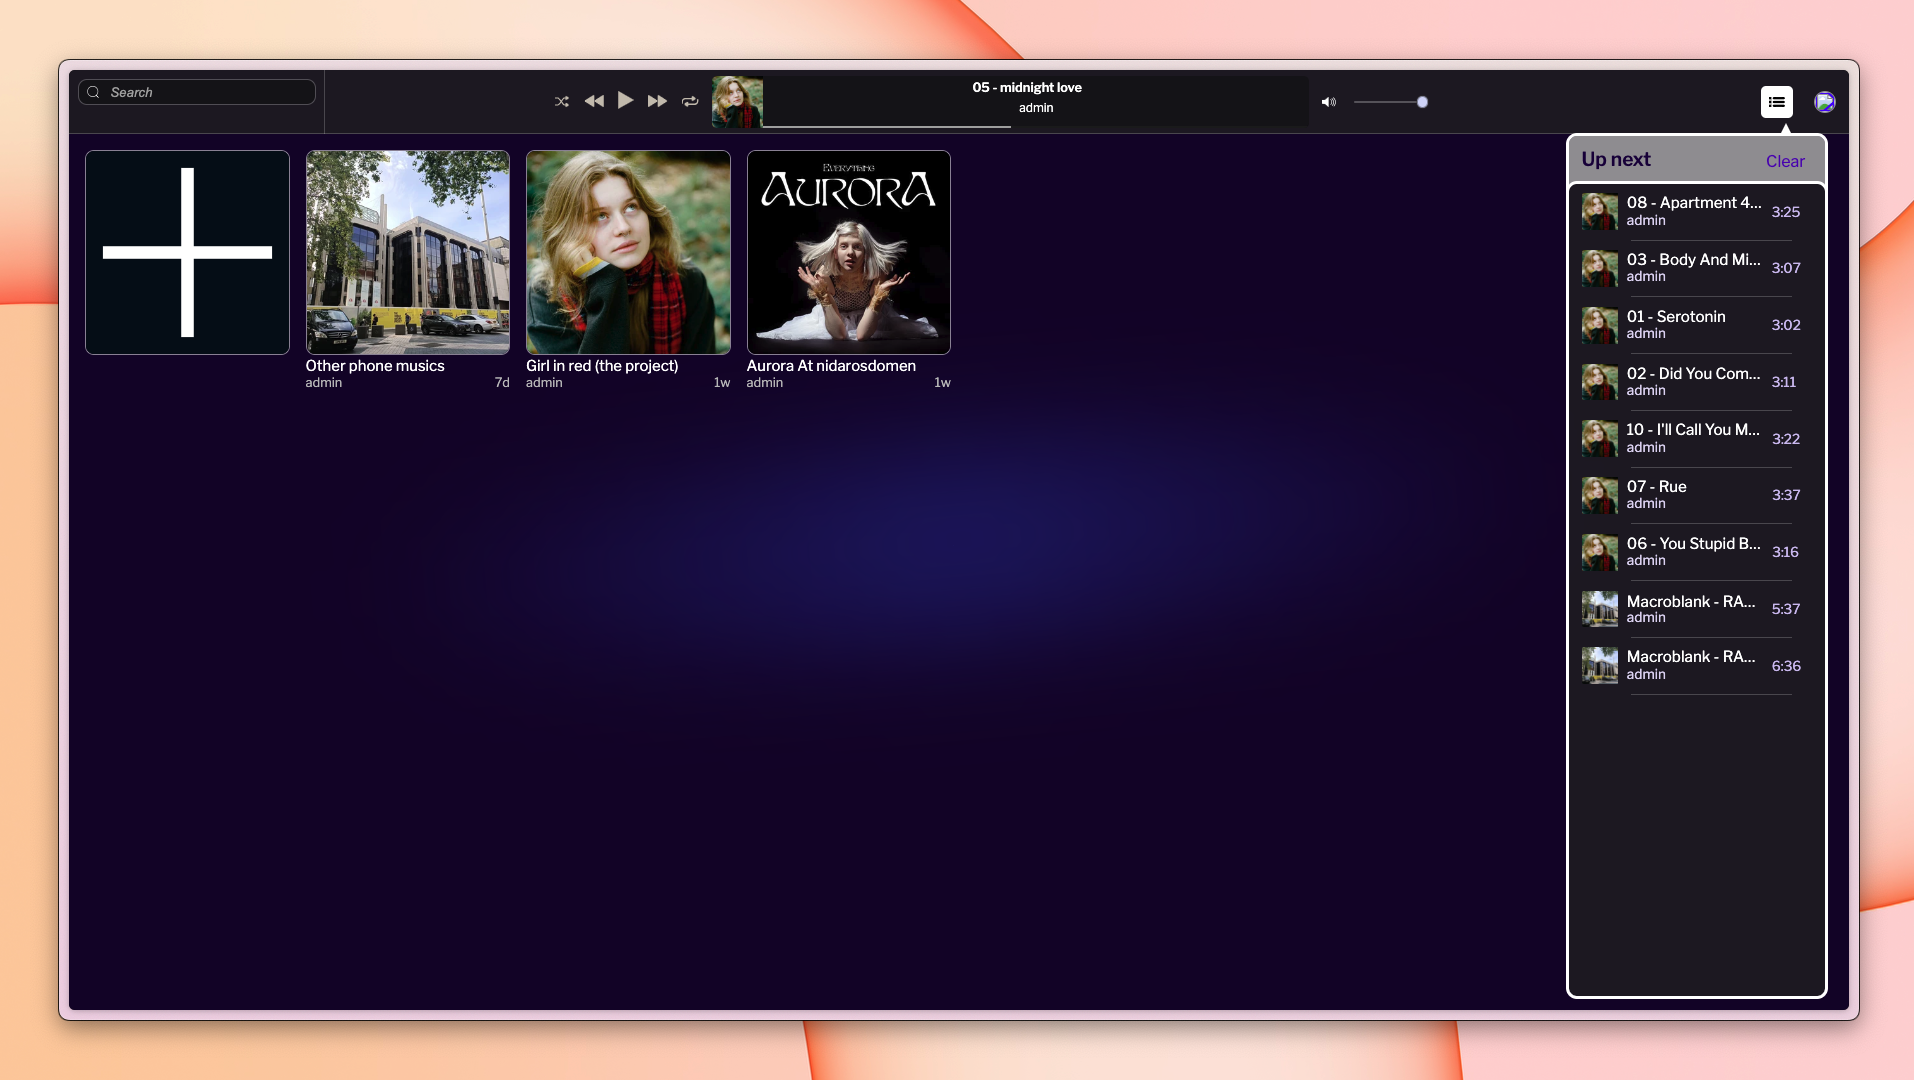 Search
05 - midnight love
admin
Up next
Clear
EVERYTHING
AURORA
Other phone musics
admin
7d
Girl in red (the project)
admin
1w
Aurora At nidarosdomen
admin
1w
08 - Apartment 4...
admin
3:25
03 - Body And Mi...
admin
3:07
01 - Serotonin
admin
3:02
02 - Did You Com...
admin
3:11
10 - I'll Call You M...
admin
3:22
07 - Rue
admin
3:37
06 - You Stupid B...
admin
3:16
Macroblank - RA...
admin
5:37
Macroblank - RA...
admin
6:36